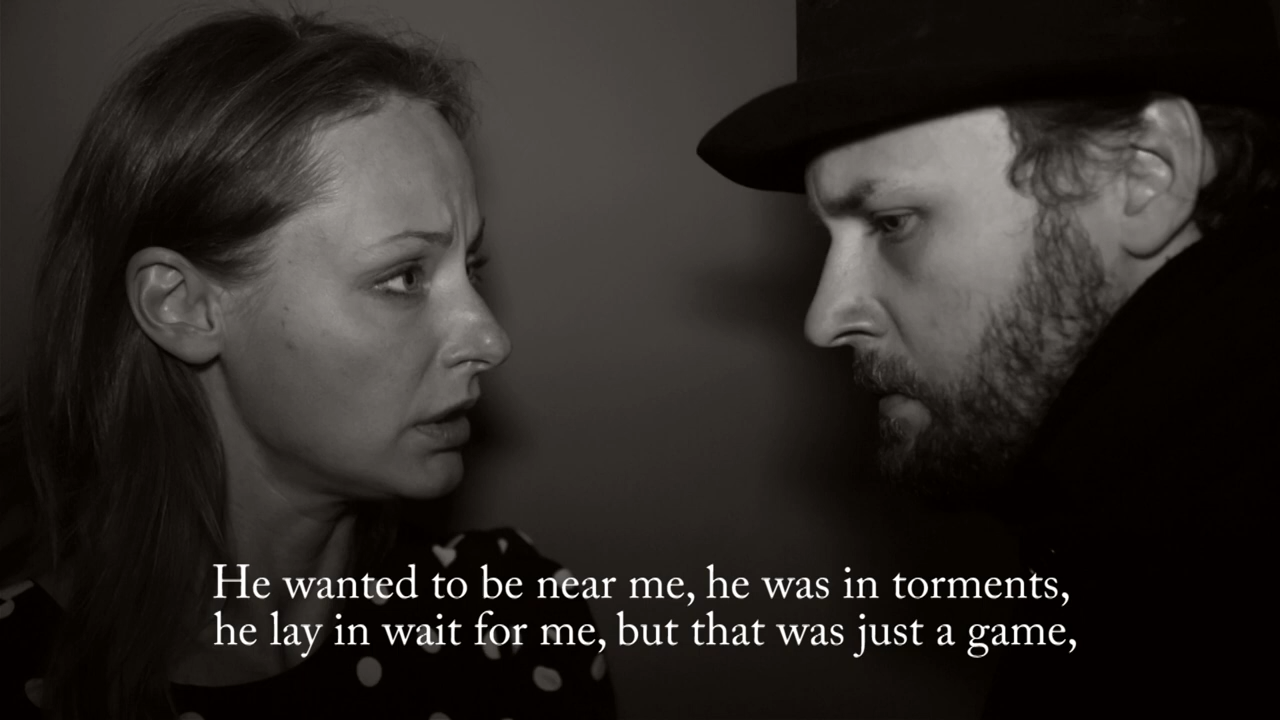 He wanted to be near me, he was in torments,
he lay in wait for me, but that was just a game,